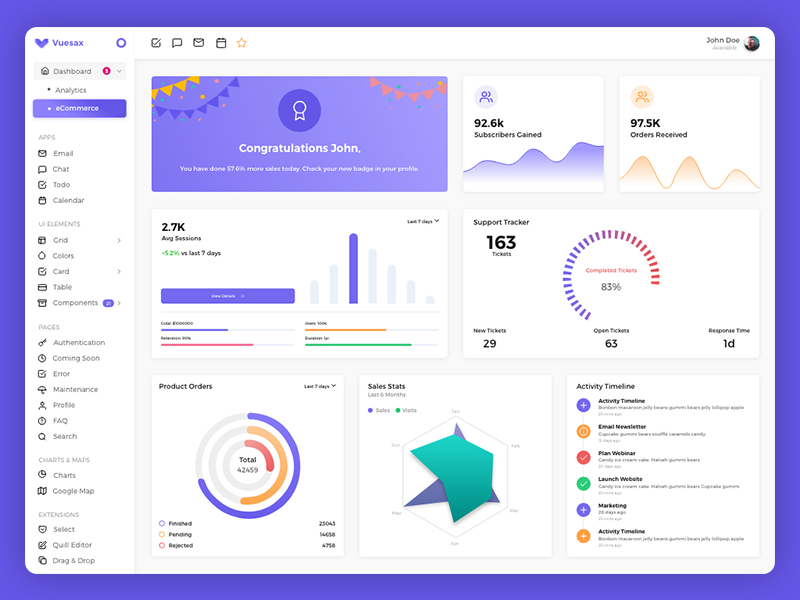 Vuesax
Dashboard
Analytics
eCommerce
APPS
Email
Chat
Todo
Calendar
UI ELEMENTS
Grid
Colors
Card
Table
Components 21
PAGES
Authentication
Coming Soon
Error
Maintenance
Profile
FAQ
Search
CHARTS & MAPS
Charts
Google Map
EXTENSIONS
Select
Quill Editor
Drag & Drop
John Doe
Available
Congratulations John,
You have done 57.6% more sales today. Check your new badge in your profile.
92.6k
Subscribers Gained
97.5K
Orders Received
2.7K
Avg Sessions
+5.2% vs last 7 days
Last 7 days
View Details
Goal: $100000
Users: 100k
Retention: 90%
Duration: 1yr
Support Tracker
163
Tickets
Completed Tickets
83%
New Tickets
29
Open Tickets
63
Response Time
1d
Product Orders
Last 7 days
Total
42459
Finished 23043
Pending 14658
Rejected 4758
Sales Stats
Last 6 Months
Sales Visits
Jan
Feb
Mar
Apr
May
Activity Timeline
Activity Timeline
Bonbon macaroon jelly beans gummi bears jelly lollipop apple
25 mins ago
Email Newsletter
Cupcake gummi bears soufflé caramels candy
15 days ago
Plan Webinar
Candy ice cream cake. Halvah gummi bears
20 days ago
Launch Website
Candy ice cream cake. Halvah gummi bears Cupcake gummi
25 mins ago
Marketing
28 days ago
25 mins ago
Activity Timeline
Bonbon macaroon jelly beans gummi bears jelly lollipop apple
25 mins ago